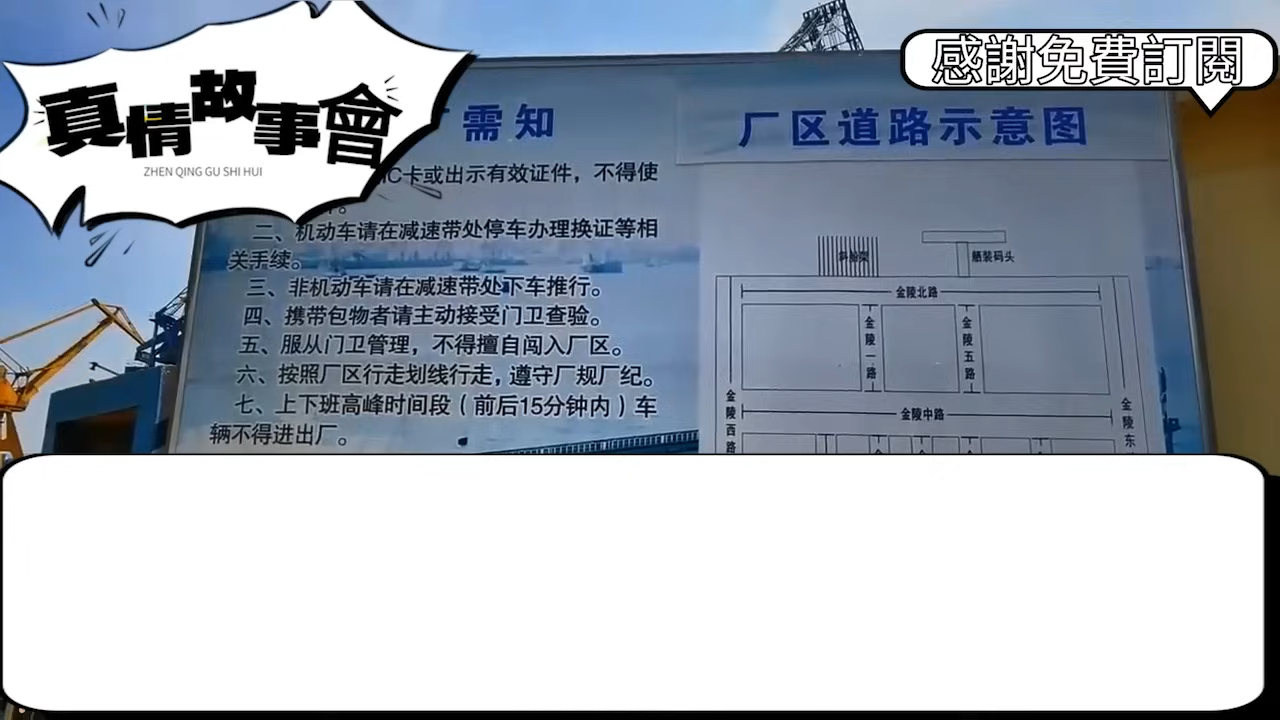 真情故事會
ZHEN QING GU SHI HUI
感謝免費訂閱
需知
IC卡或出示有效证件，不得使
二、机动车请在减速带处停车办理换证等相
关手续。
三、非机动车请在减速带处下车推行。
四、携带包物者请主动接受门卫查验。
五、服从门卫管理，不得擅自闯入厂区。
六、按照厂区行走划线行走，遵守厂规厂纪。
七、上下班高峰时间段（前后15分钟内）车
辆不得进出厂。
厂区道路示意图
舾装码头
金陵北路
金陵一路
金陵五路
金陵中路
金陵西路
金陵东